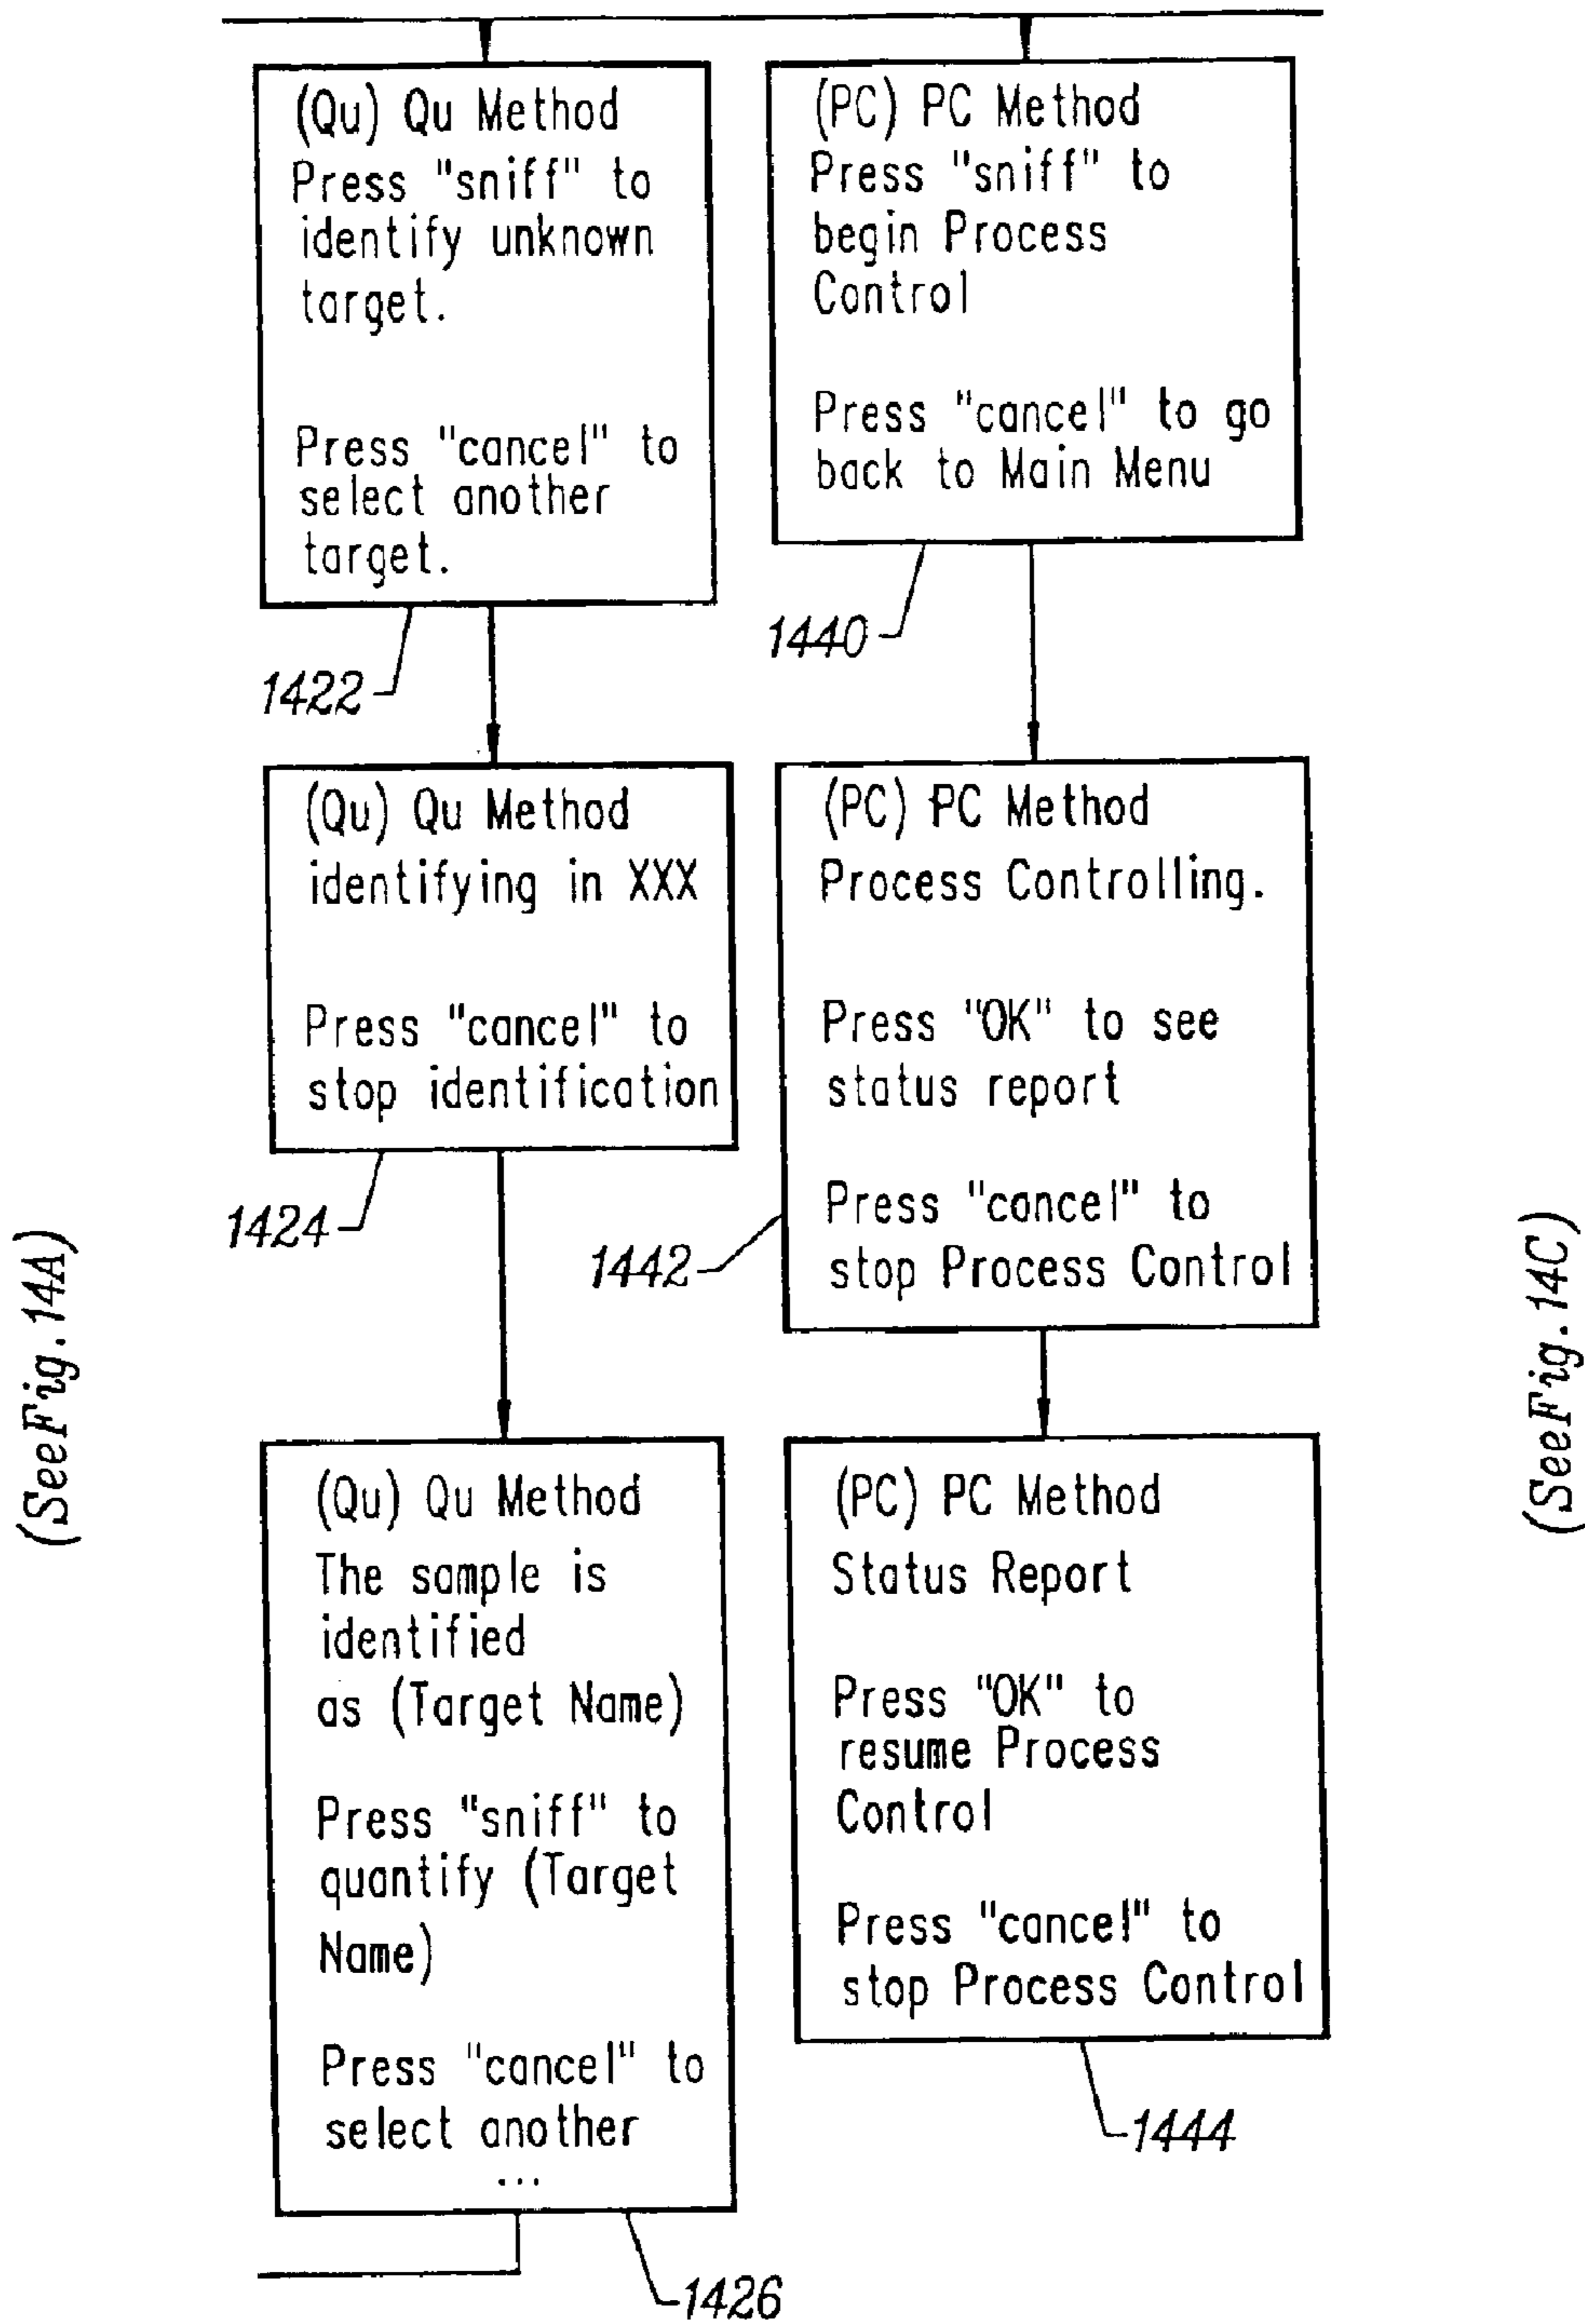 (Qu) Qu Method
Press "sniff" to
identify unknown
target.
Press "cancel" to
select another
target.
1422
(Qu) Qu Method
identifying in XXX
Press "cancel" to
stop identification
1424
(Qu) Qu Method
The sample is
identified
as (Target Name)
Press "sniff" to
quantify (Target
Name)
Press "cancel" to
select another
...
1426
(PC) PC Method
Press "sniff" to
begin Process
Control
Press "cancel" to go
back to Main Menu
1440
(PC) PC Method
Process Controlling.
Press "OK" to see
status report
Press "cancel" to
stop Process Control
1442
(PC) PC Method
Status Report
Press "OK" to
resume Process
Control
Press "cancel" to
stop Process Control
1444
(See Fig. 14A)
(See Fig. 14C)